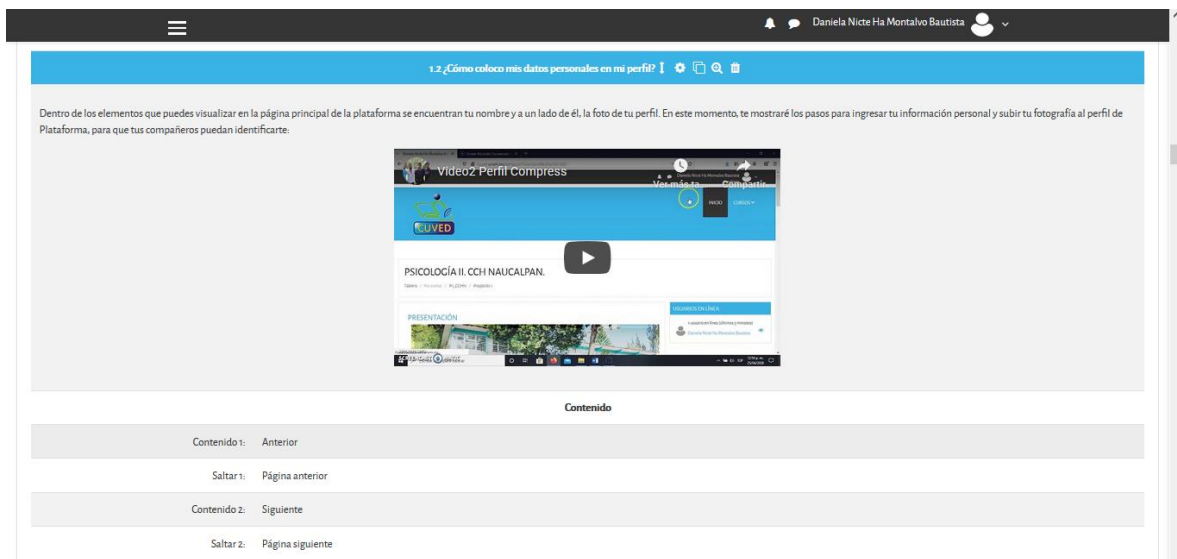 Daniela Nicte Ha Montalvo Bautista
1.2 ¿Cómo coloco mis datos personales en mi perfil?
Dentro de los elementos que puedes visualizar en la página principal de la plataforma se encuentran tu nombre y a un lado de él, la foto de tu perfil. En este momento, te mostraré los pasos para ingresar tu información personal y subir tu fotografía al perfil de
Plataforma, para que tus compañeros puedan identificarte:
Video2 Perfil Compress
Ver más ta... Compartir
INICIO CURSOS
CUVED
PSICOLOGÍA II. CCH NAUCALPAN.
PRESENTACIÓN
USUARIOS EN LÍNEA
Daniela Nicte Ha Montalvo Bautista
Contenido
Contenido 1: Anterior
Saltar 1: Página anterior
Contenido 2: Siguiente
Saltar 2: Página siguiente